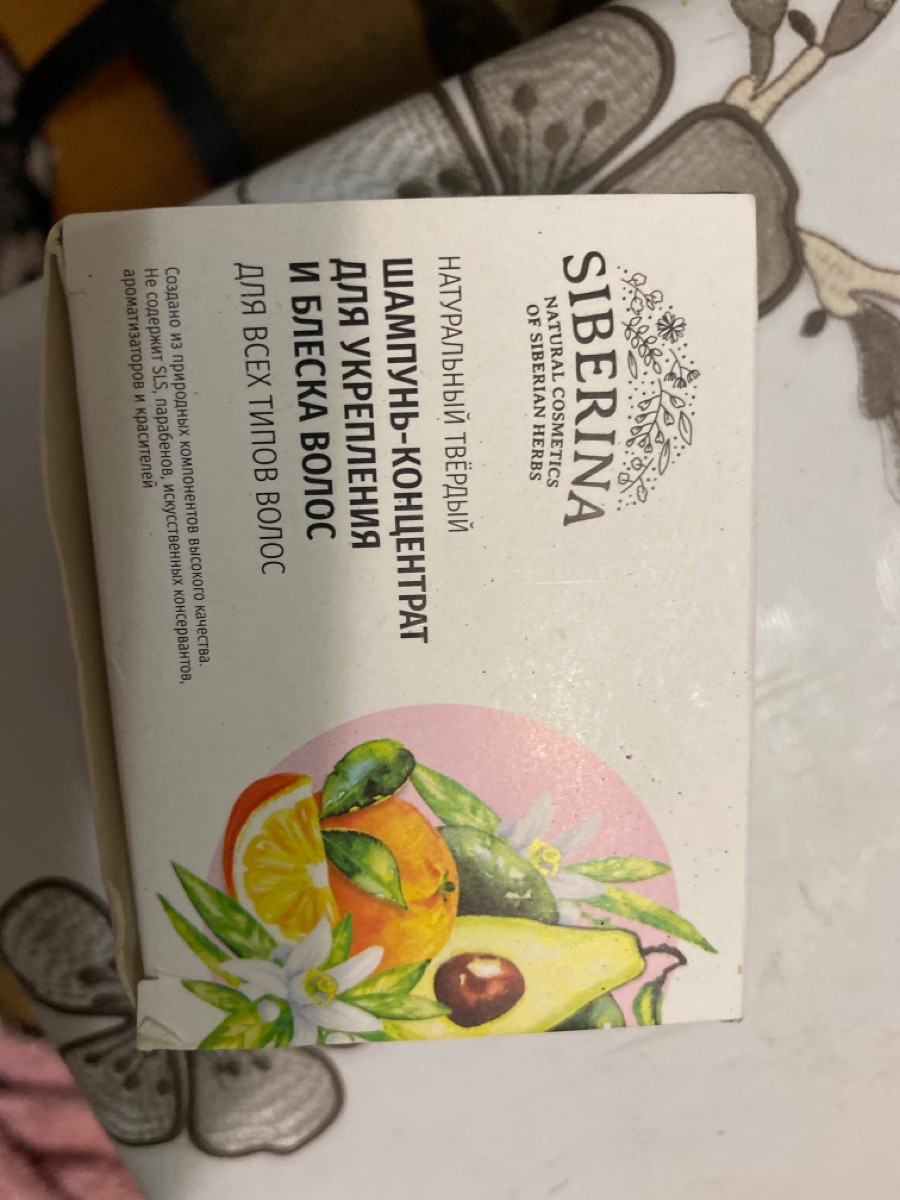 SIBERINA
NATURAL COSMETICS
OF SIBERIAN HERBS
НАТУРАЛЬНЫЙ ТВЁРДЫЙ
ШАМПУНЬ-КОНЦЕНТРАТ
ДЛЯ УКРЕПЛЕНИЯ
И БЛЕСКА ВОЛОС
ДЛЯ ВСЕХ ТИПОВ ВОЛОС
Создано из природных компонентов высокого качества.
Не содержит SLS, парабенов, искусственных консервантов,
ароматизаторов и красителей